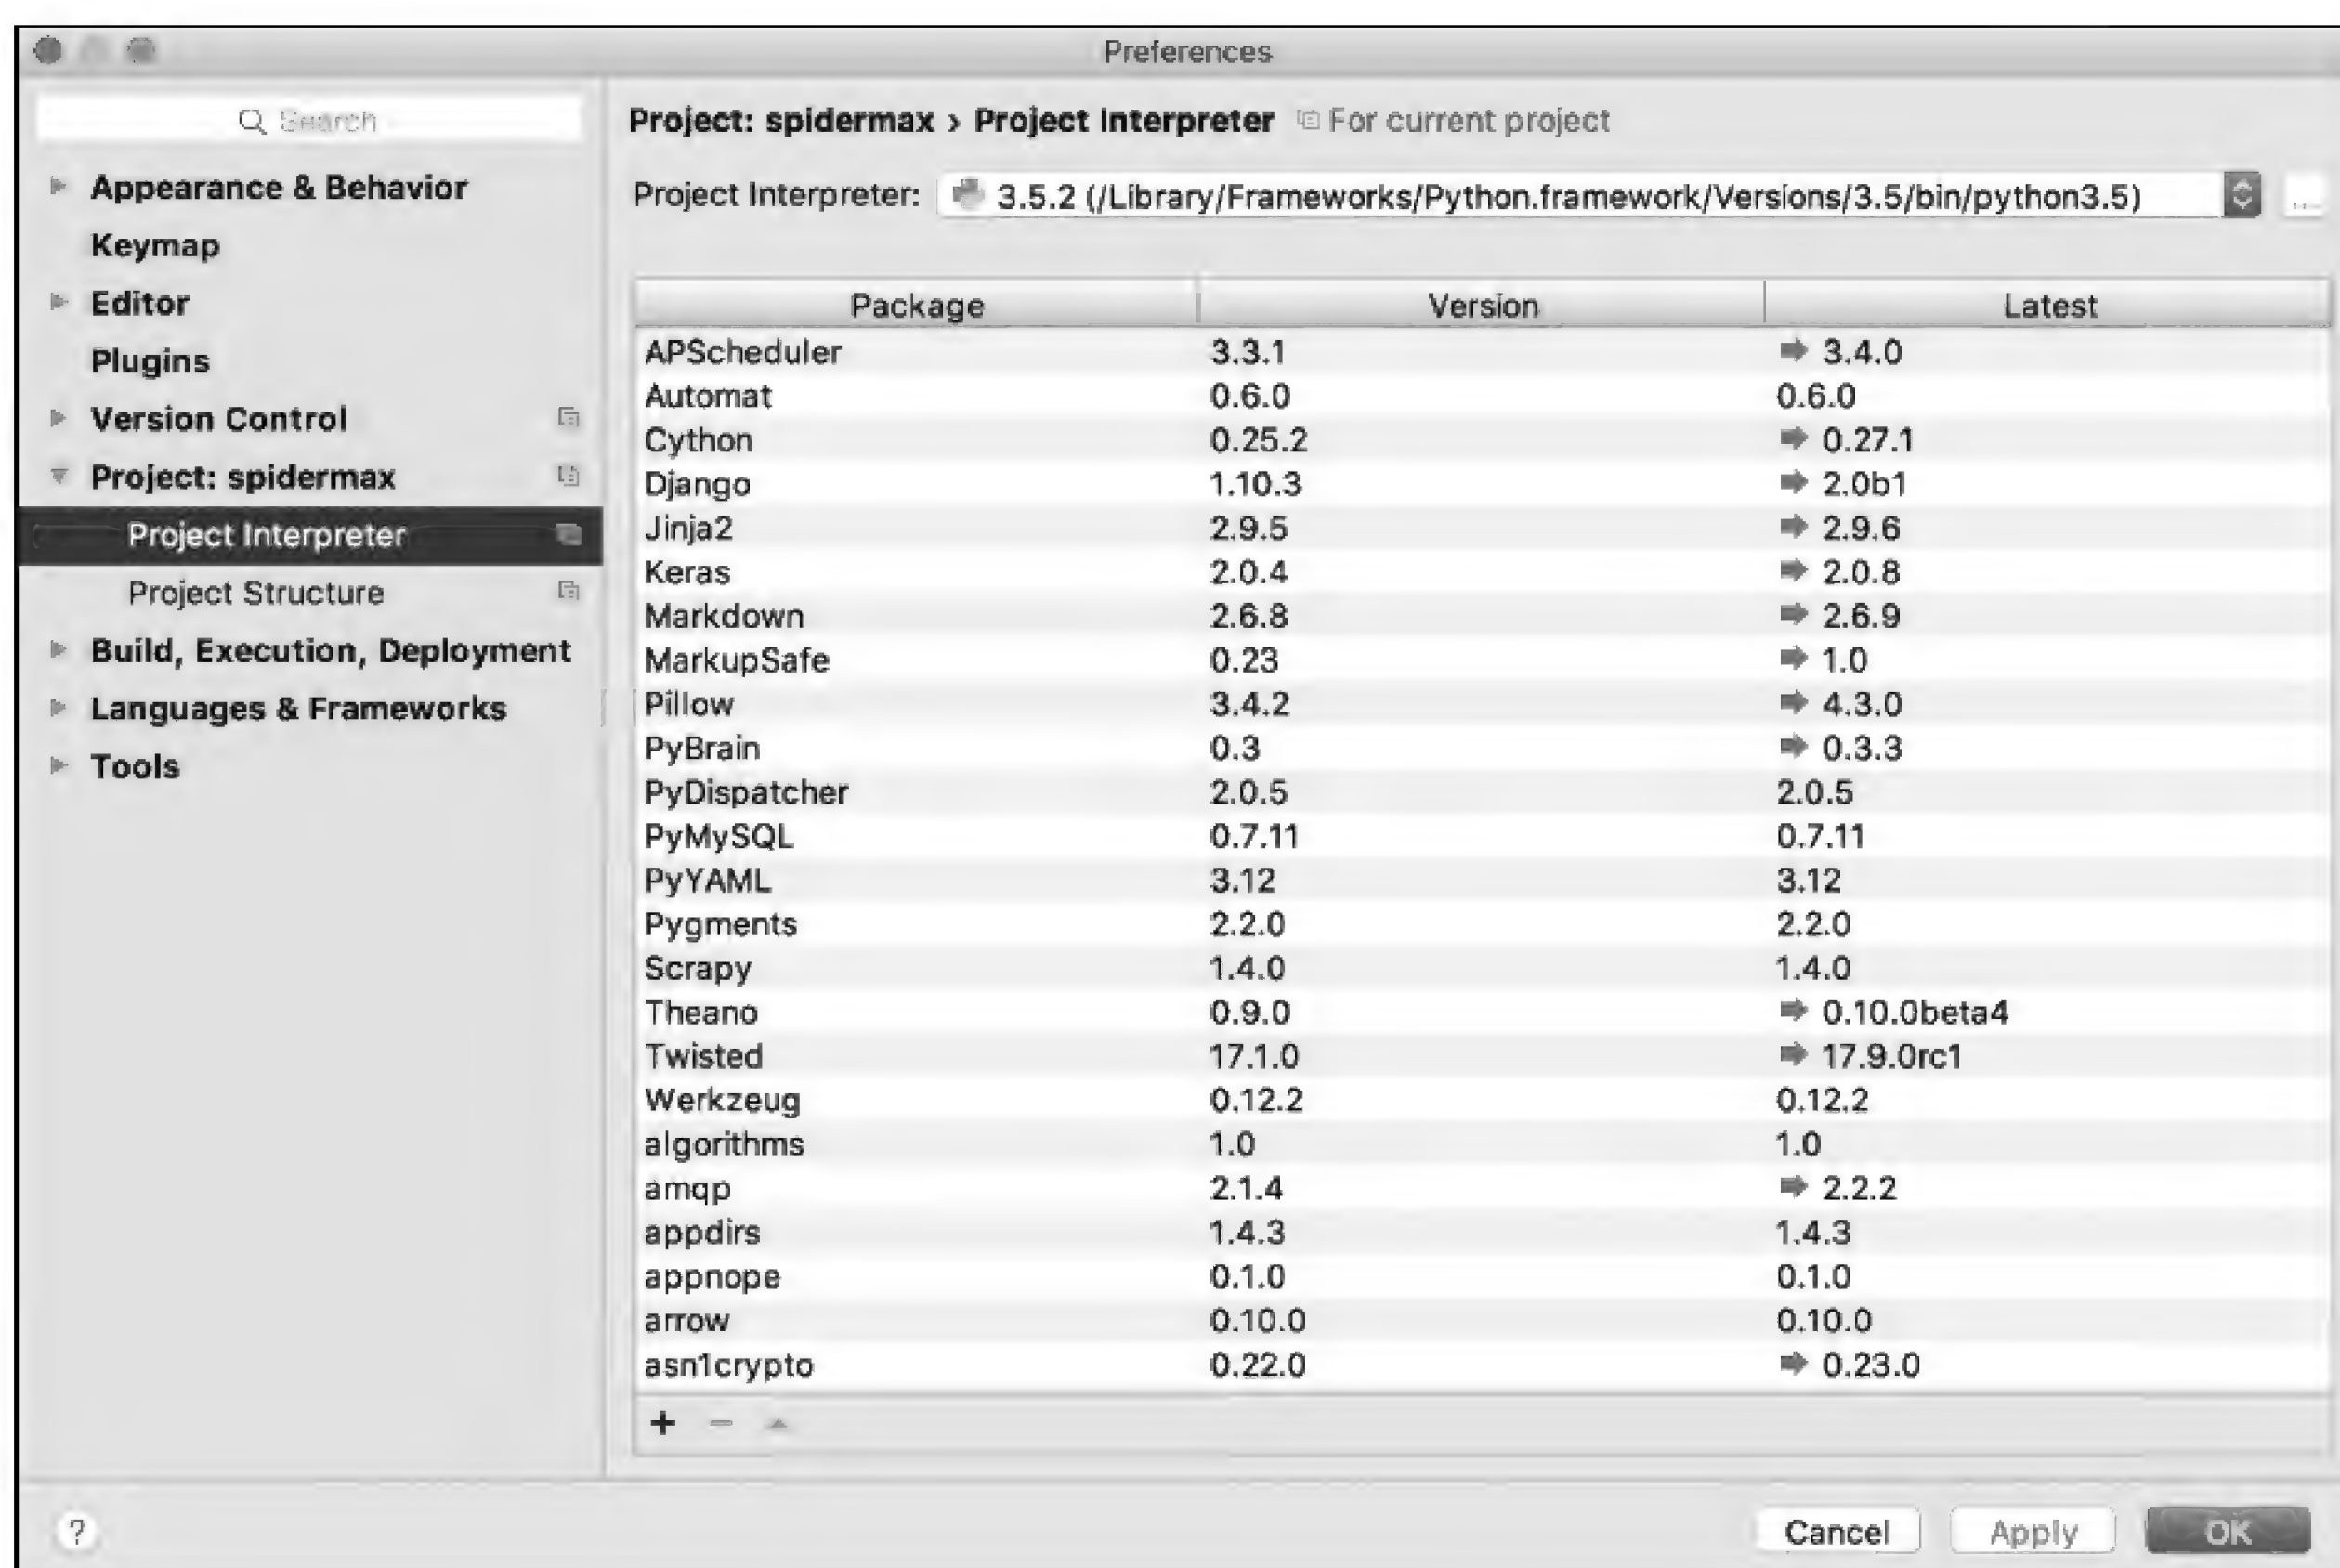 Preferences
Search
Appearance & Behavior
Keymap
Editor
Plugins
Version Control
Project: spidermax
Project Interpreter
Project Structure
Build, Execution, Deployment
Languages & Frameworks
Tools
Project: spidermax › Project Interpreter For current project
Project Interpreter: 3.5.2 (/Library/Frameworks/Python.framework/Versions/3.5/bin/python3.5) ...
Package Version Latest
APScheduler 3.3.1 3.4.0
Automat 0.6.0 0.6.0
Cython 0.25.2 0.27.1
Django 1.10.3 2.0b1
Jinja2 2.9.5 2.9.6
Keras 2.0.4 2.0.8
Markdown 2.6.8 2.6.9
MarkupSafe 0.23 1.0
Pillow 3.4.2 4.3.0
PyBrain 0.3 0.3.3
PyDispatcher 2.0.5 2.0.5
PyMySQL 0.7.11 0.7.11
PyYAML 3.12 3.12
Pygments 2.2.0 2.2.0
Scrapy 1.4.0 1.4.0
Theano 0.9.0 0.10.0beta4
Twisted 17.1.0 17.9.0rc1
Werkzeug 0.12.2 0.12.2
algorithms 1.0 1.0
amqp 2.1.4 2.2.2
appdirs 1.4.3 1.4.3
appnope 0.1.0 0.1.0
arrow 0.10.0 0.10.0
asn1crypto 0.22.0 0.23.0
+ −
? Cancel Apply OK